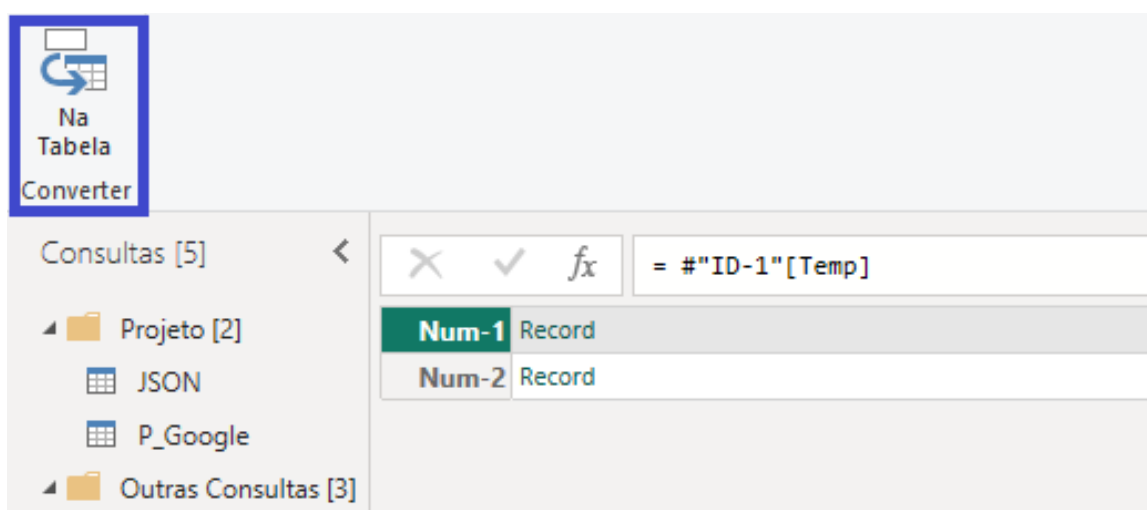 Na
Tabela
Converter
Consultas [5]
fx
= #"ID-1"[Temp]
Projeto [2]
Num-1 Record
JSON
Num-2 Record
P_Google
Outras Consultas [3]